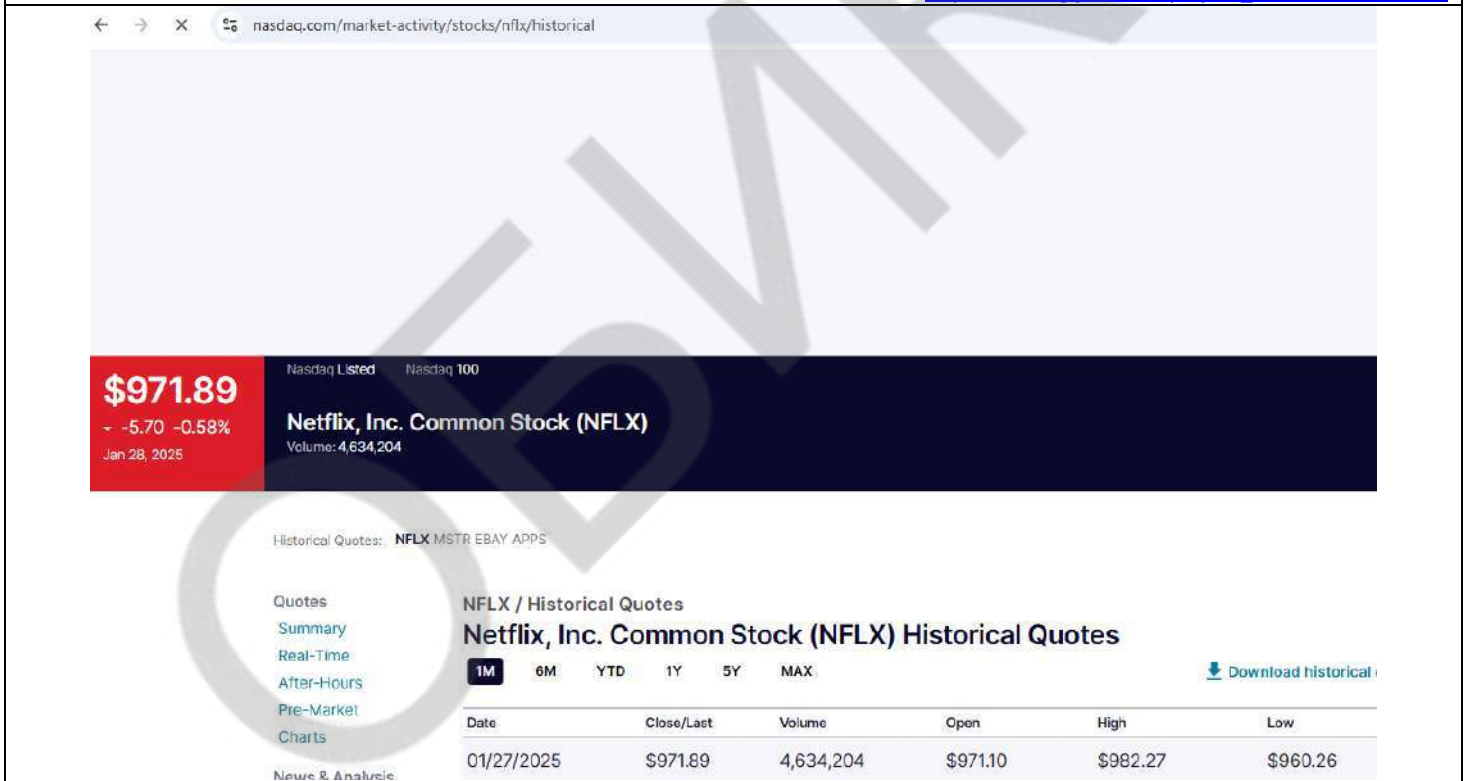 nasdaq.com/market-activity/stocks/nflx/historical
$971.89
-5.70 -0.58%
Jan 28, 2025
Nasdaq Listed Nasdaq 100
Netflix, Inc. Common Stock (NFLX)
Volume: 4,634,204
Historical Quotes: NFLX MSTR EBAY APPS
Quotes
Summary
Real-Time
After-Hours
Pre-Market
Charts
News & Analysis
NFLX / Historical Quotes
Netflix, Inc. Common Stock (NFLX) Historical Quotes
1M 6M YTD 1Y 5Y MAX
Download historical
Date Close/Last Volume Open High Low
01/27/2025 $971.89 4,634,204 $971.10 $982.27 $960.26